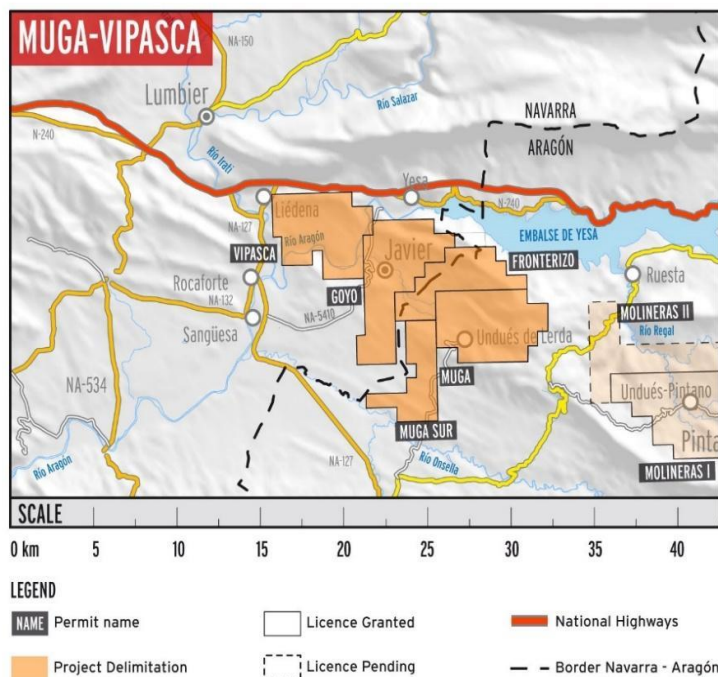 MUGA-VIPASCA
NA-150
Lumbier
Río Salazar
NAVARRA
ARAGÓN
N-240
Río Irati
Yesa
N-240
Liédena
NA-127
Río Aragón
EMBALSE DE YESA
VIPASCA
Javier
FRONTERIZO
Rocaforte
GOYO
Ruesta
NA-132
NA-5410
MOLINERAS II
Sangüesa
Undués de Lerda
Río Regal
MUGA
NA-534
Undués-Pintano
MUGA SUR
Pinta
Río Aragón
NA-127
Río Onsella
MOLINERAS I
SCALE
0 km 5 10 15 20 25 30 35 40
LEGEND
NAME Permit name
Licence Granted
National Highways
Project Delimitation
Licence Pending
Border Navarra - Aragón